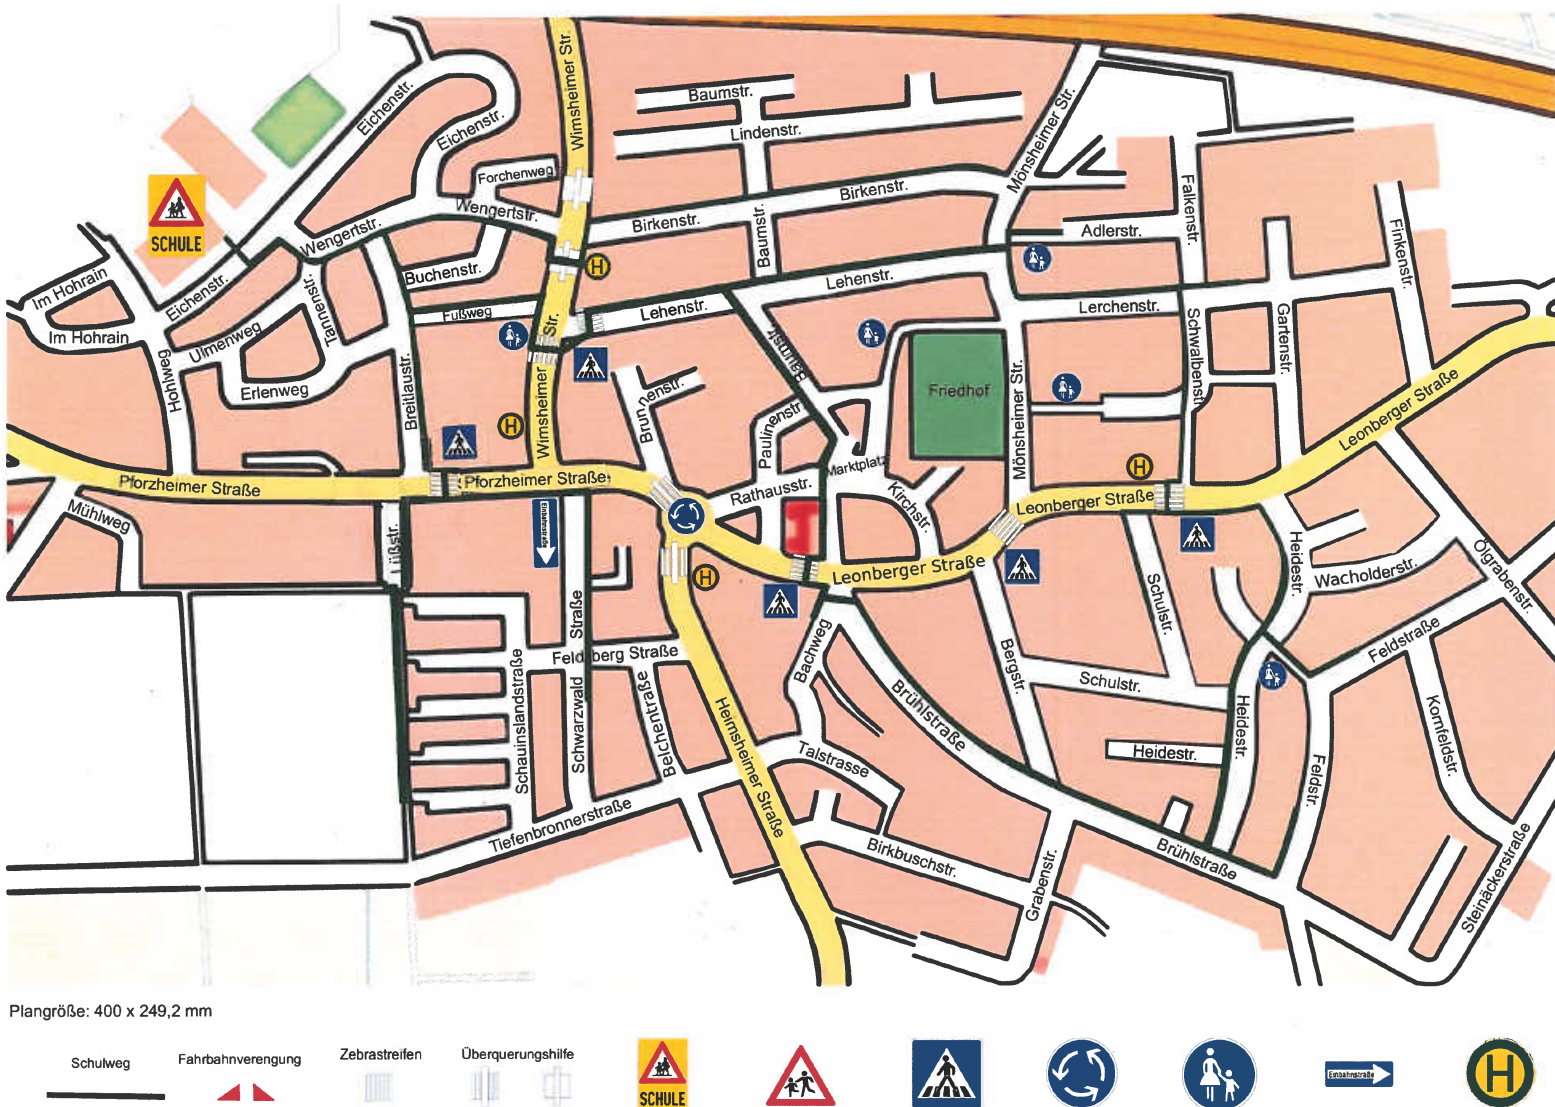 Wimsheimer Str.
Eichenstr.
Eichenstr.
Baumstr.
Lindenstr.
Mönsheimer Str.
Forchenweg
Birkenstr.
Falkenstr.
SCHULE
Wengertstr.
Wengertstr.
Birkenstr.
Baumstr.
Adlerstr.
Finkenstr.
H
Im Hohrain
Eichenstr.
Buchenstr.
Lehenstr.
Tannenstr.
Fußweg
Str.
Lehenstr.
Lerchenstr.
Im Hohrain
Ulmenweg
Baumstr.
Schwalbenstr.
Gartenstr.
Hohlweg
Erlenweg
Breitlaustr.
Wimsheimer
Brunnenstr.
Friedhof
Mönsheimer Str.
Leonberger Straße
H
Paulinenstr.
Marktplatz
H
Pforzheimer Straße
Pforzheimer Straße
Rathausstr.
Kirchstr.
Leonberger Straße
Mühlweg
Lüßstr.
Einbahnstraße
H
Leonberger Straße
Heidestr.
Wacholderstr.
Ölgrabenstr.
Schulstr.
Schwarzwald Straße
Feldberg Straße
Bachweg
Bergstr.
Feldstraße
Schauinslandstraße
Belchentraße
Heimsheimer Straße
Brühlstraße
Schulstr.
Heidestr.
Kornfeldstr.
Talstrasse
Heidestr.
Feldstr.
Tiefenbronnerstraße
Birkbuschstr.
Grabenstr.
Brühlstraße
Steinäckerstraße
Plangröße: 400 x 249,2 mm
Schulweg
Fahrbahnverengung
Zebrastreifen
Überquerungshilfe
SCHULE
Einbahnstraße
H